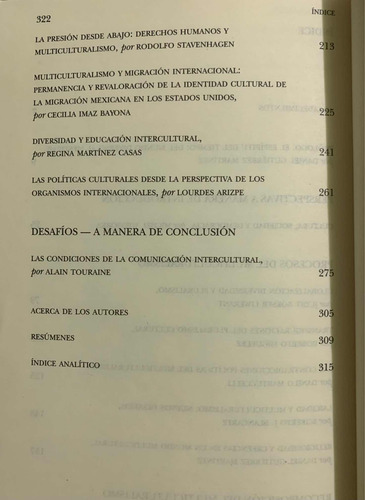 322
ÍNDICE
LA PRESIÓN DESDE ABAJO: DERECHOS HUMANOS Y
MULTICULTURALISMO, por RODOLFO STAVENHAGEN 213
MULTICULTURALISMO Y MIGRACIÓN INTERNACIONAL:
PERMANENCIA Y REVALORACIÓN DE LA IDENTIDAD CULTURAL DE
LA MIGRACIÓN MEXICANA EN LOS ESTADOS UNIDOS,
por CECILIA IMAZ BAYONA 225
DIVERSIDAD Y EDUCACIÓN INTERCULTURAL,
por REGINA MARTÍNEZ CASAS 241
LAS POLÍTICAS CULTURALES DESDE LA PERSPECTIVA DE LOS
ORGANISMOS INTERNACIONALES, por LOURDES ARIZPE 261
DESAFÍOS — A MANERA DE CONCLUSIÓN
LAS CONDICIONES DE LA COMUNICACIÓN INTERCULTURAL,
por ALAIN TOURAINE 275
ACERCA DE LOS AUTORES 305
RESÚMENES 309
ÍNDICE ANALÍTICO 315